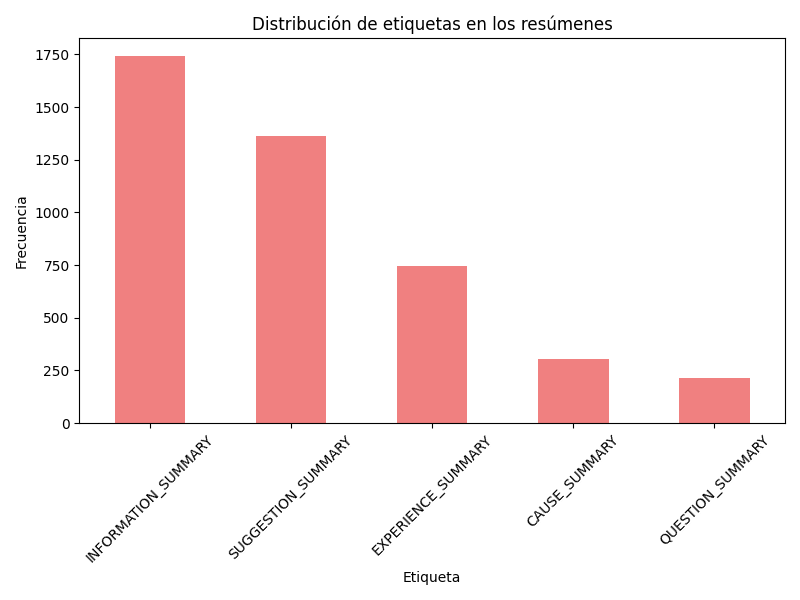 Distribución de etiquetas en los resúmenes
Frecuencia
1750
1500
1250
1000
750
500
250
0
INFORMATION_SUMMARY
SUGGESTION_SUMMARY
EXPERIENCE_SUMMARY
CAUSE_SUMMARY
QUESTION_SUMMARY
Etiqueta